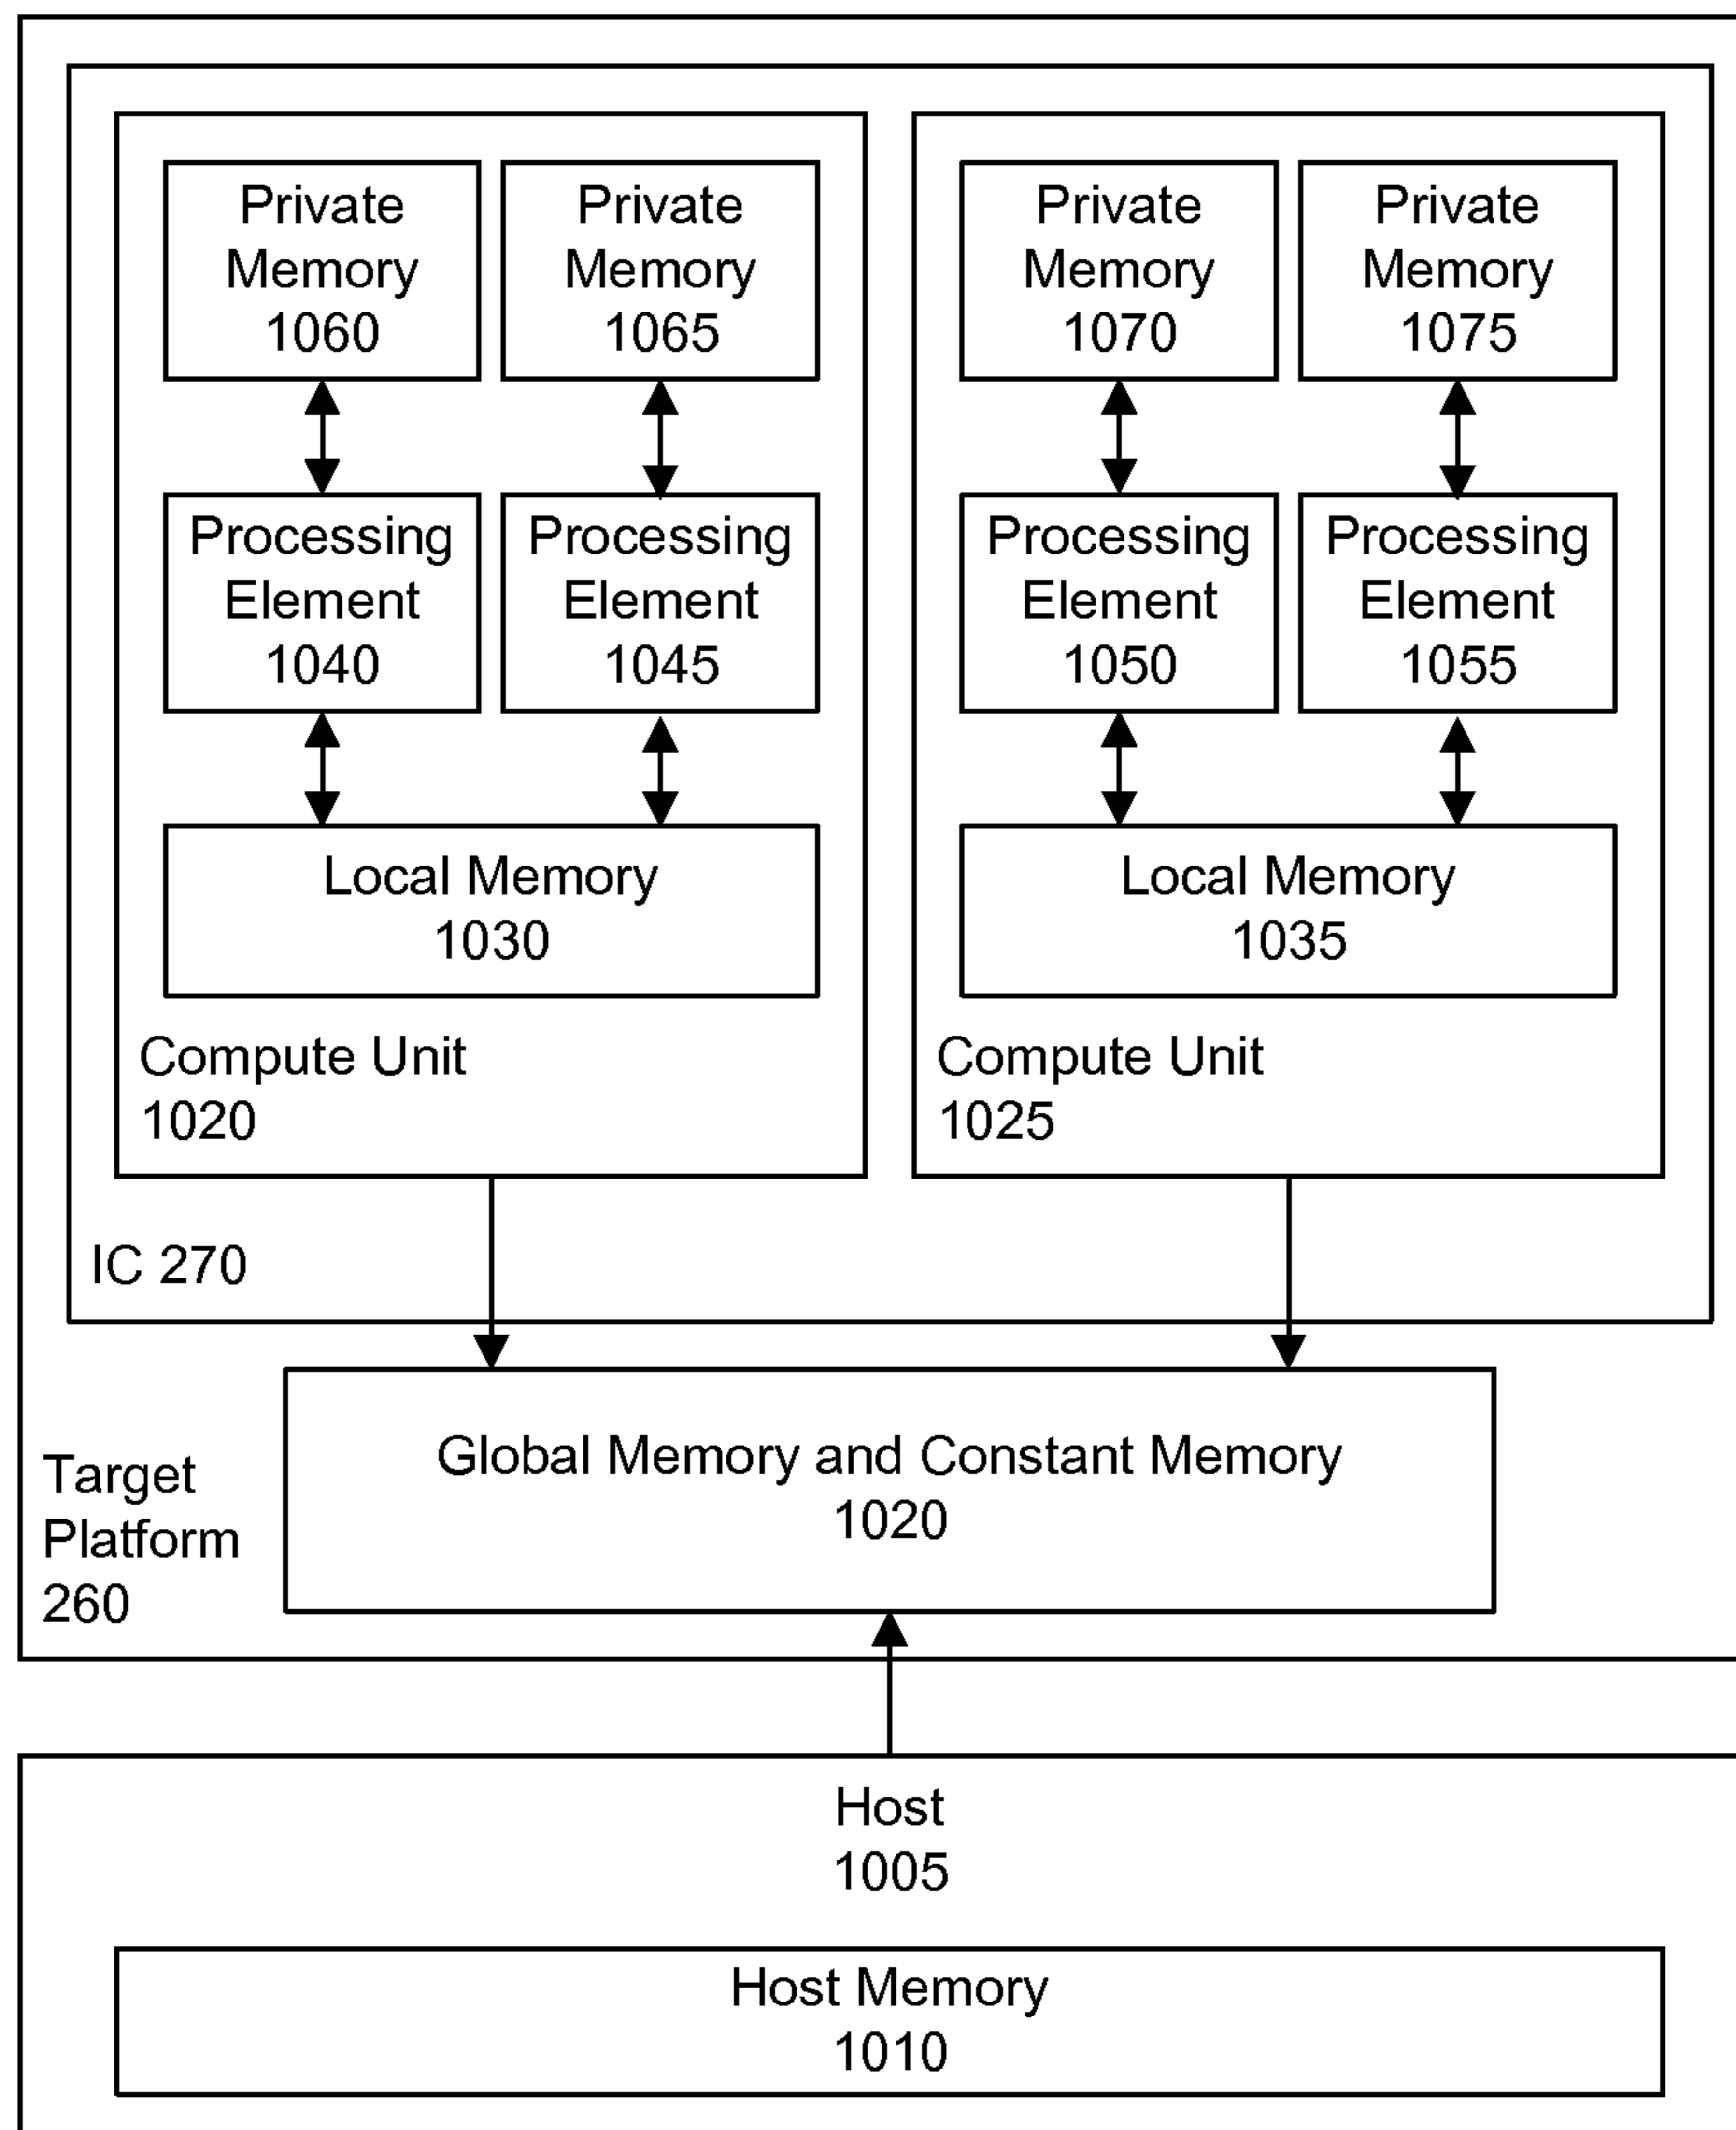 Private
Memory
1060
Private
Memory
1065
Private
Memory
1070
Private
Memory
1075
Processing
Element
1040
Processing
Element
1045
Processing
Element
1050
Processing
Element
1055
Local Memory
1030
Local Memory
1035
Compute Unit
1020
Compute Unit
1025
IC 270
Global Memory and Constant Memory
1020
Target
Platform
260
Host
1005
Host Memory
1010